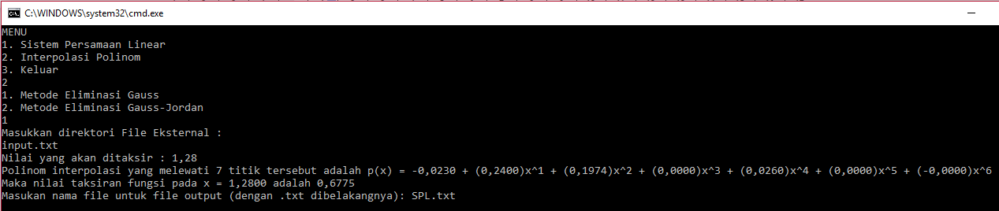 C:\WINDOWS\system32\cmd.exe
MENU
1. Sistem Persamaan Linear
2. Interpolasi Polinom
3. Keluar
2
1. Metode Eliminasi Gauss
2. Metode Eliminasi Gauss-Jordan
1
Masukkan direktori File Eksternal :
input.txt
Nilai yang akan ditaksir : 1,28
Polinom interpolasi yang melewati 7 titik tersebut adalah p(x) = -0,0230 + (0,2400)x^1 + (0,1974)x^2 + (0,0000)x^3 + (0,0260)x^4 + (0,0000)x^5 + (-0,0000)x^6
Maka nilai taksiran fungsi pada x = 1,2800 adalah 0,6775
Masukan nama file untuk file output (dengan .txt dibelakangnya): SPL.txt